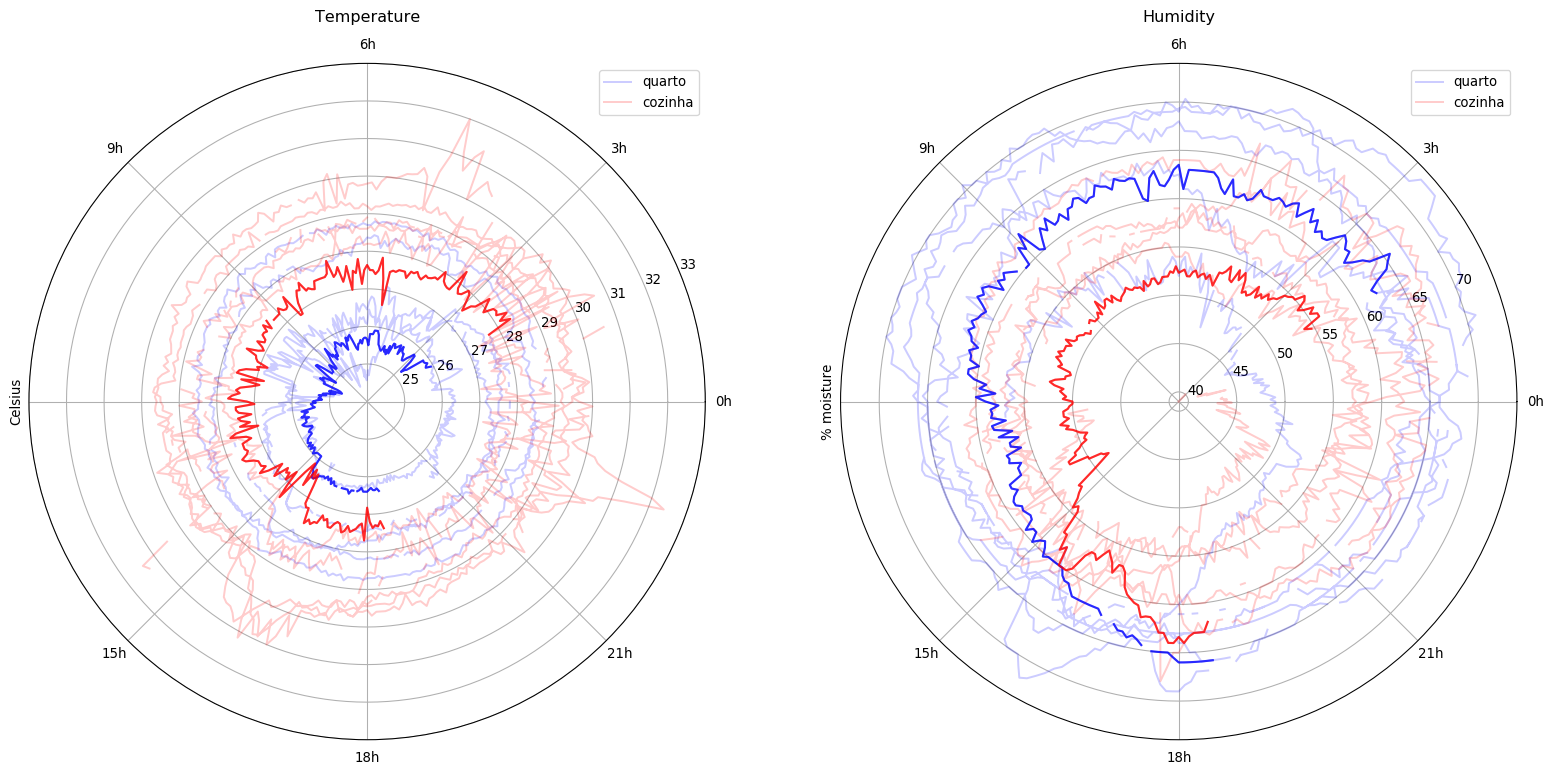 Temperature
6h
quarto
cozinha
9h
3h
33
32
31
30
29
28
27
26
25
Celsius
0h
15h
21h
18h
Humidity
6h
quarto
cozinha
9h
3h
70
65
60
55
50
45
40
% moisture
0h
15h
21h
18h